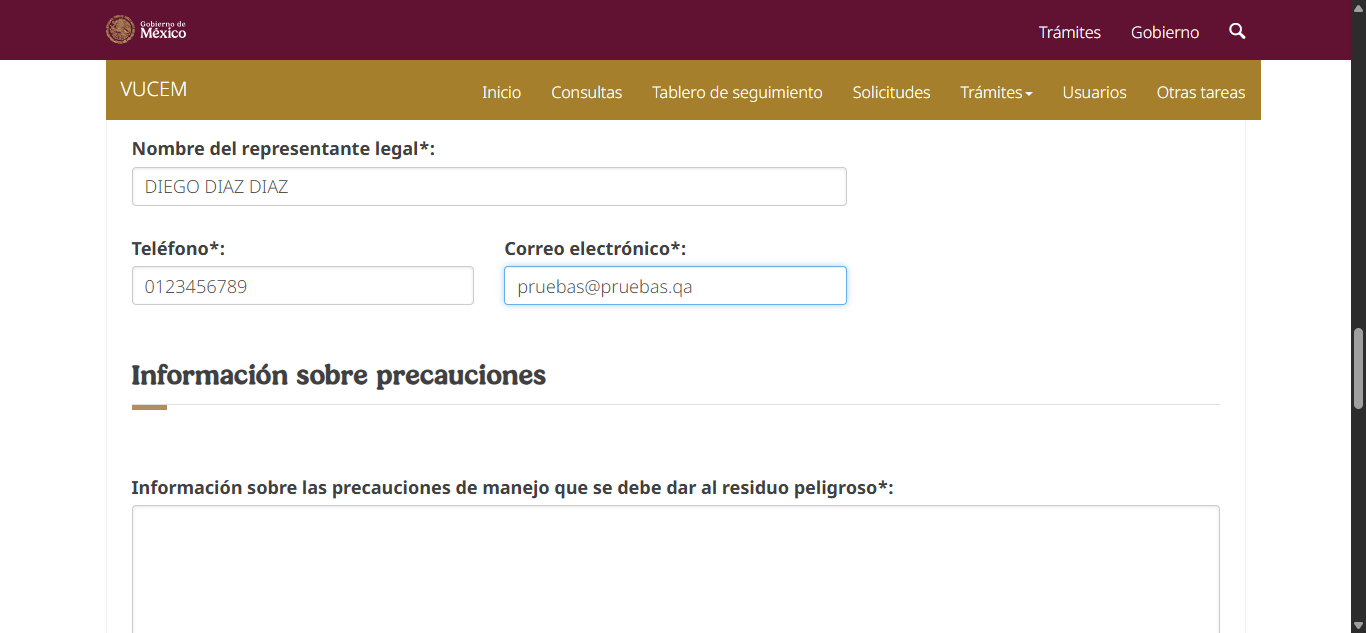 Gobierno de
México
Trámites
Gobierno
VUCEM
Inicio
Consultas
Tablero de seguimiento
Solicitudes
Trámites
Usuarios
Otras tareas
Nombre del representante legal*:
DIEGO DIAZ DIAZ
Teléfono*:
Correo electrónico*:
0123456789
pruebas@pruebas.qa
Información sobre precauciones
Información sobre las precauciones de manejo que se debe dar al residuo peligroso*: